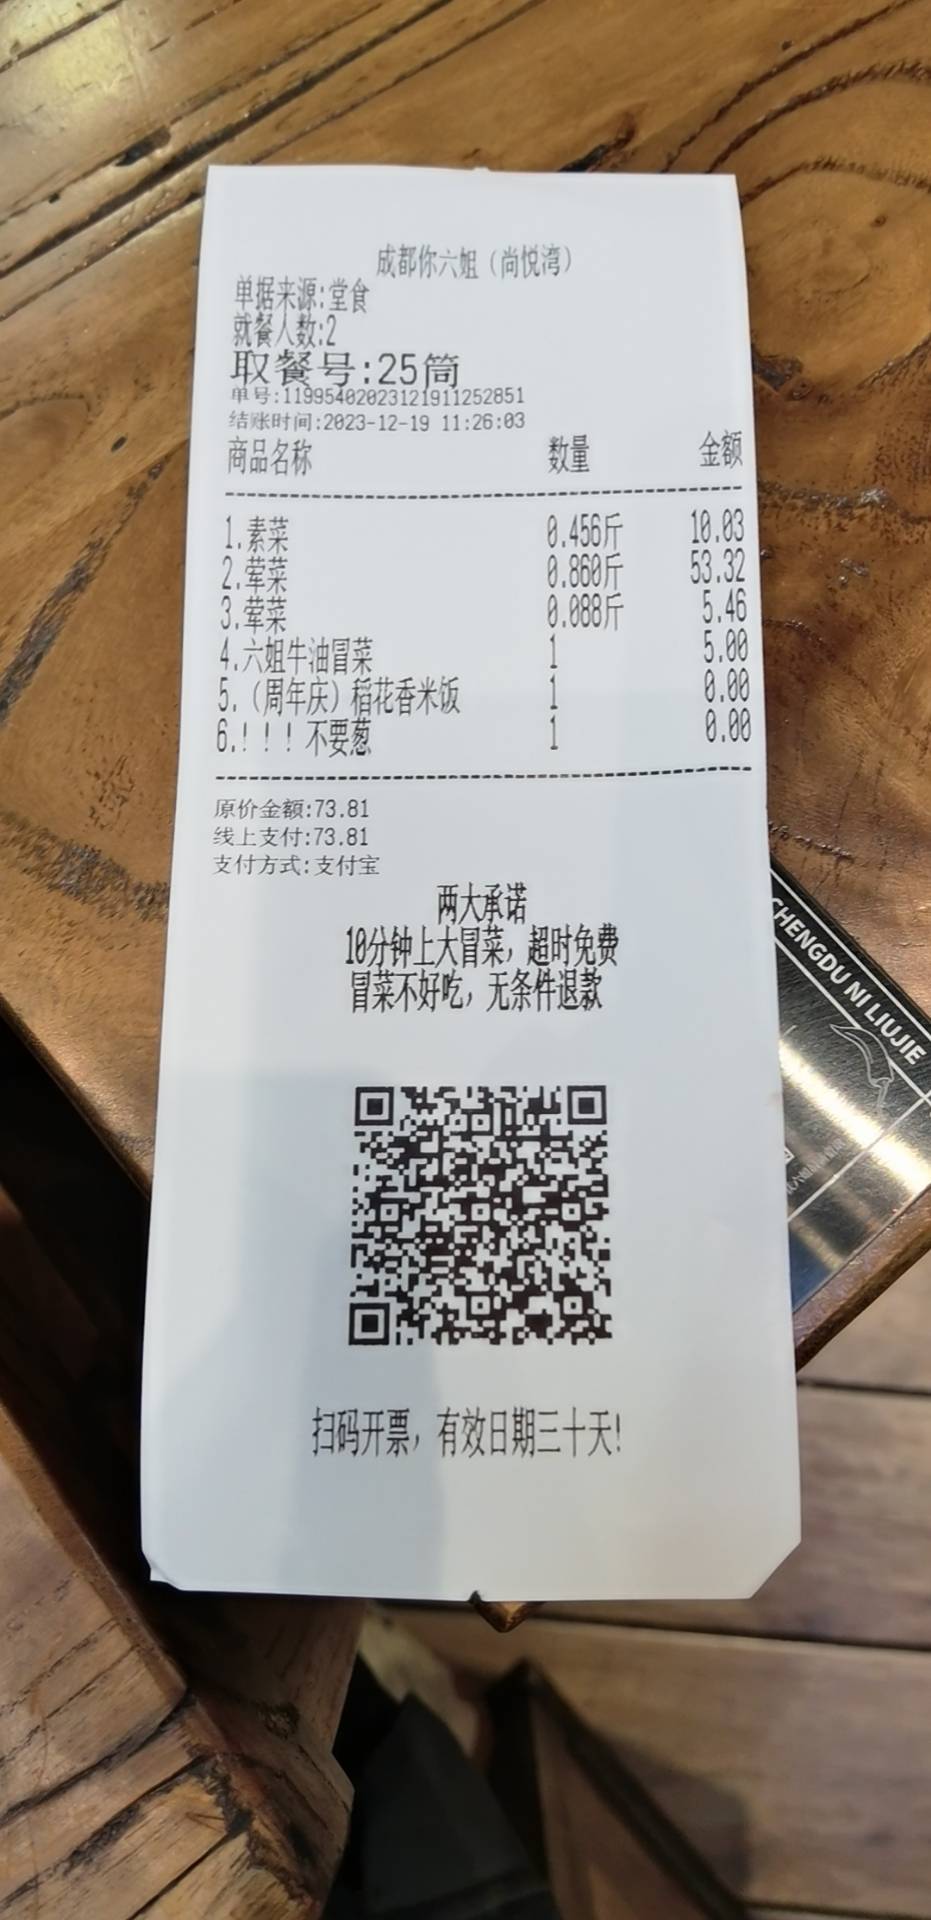 成都你六姐（尚悦湾）
单据来源:堂食
就餐人数:2
取餐号:25筒
单号:11995402023121911252851
结账时间:2023-12-19 11:26:03
商品名称 数量 金额
1.素菜 0.456斤 10.03
2.荤菜 0.860斤 53.32
3.荤菜 0.088斤 5.46
4.六姐牛油冒菜 1 5.00
5.（周年庆）稻花香米饭 1 0.00
6.！！！不要葱 1 0.00
原价金额:73.81
线上支付:73.81
支付方式:支付宝
两大承诺
10分钟上大冒菜，超时免费
冒菜不好吃，无条件退款
扫码开票，有效日期三十天!
CHENGDU NI LIUJIE